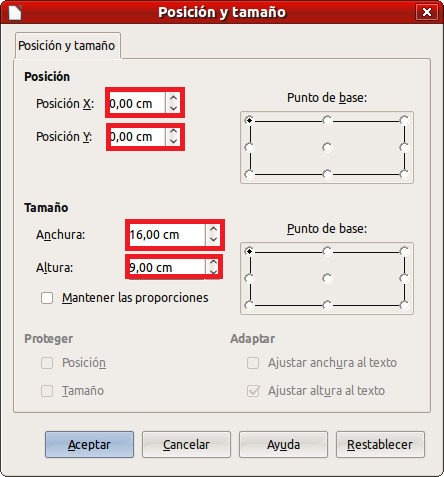 Posición y tamaño
Posición y tamaño
Posición
Posición X: 0,00 cm
Punto de base:
Posición Y: 0,00 cm
Tamaño
Anchura: 16,00 cm
Punto de base:
Altura: 9,00 cm
Mantener las proporciones
Proteger
Adaptar
Posición
Ajustar anchura al texto
Tamaño
Ajustar altura al texto
Aceptar
Cancelar
Ayuda
Restablecer